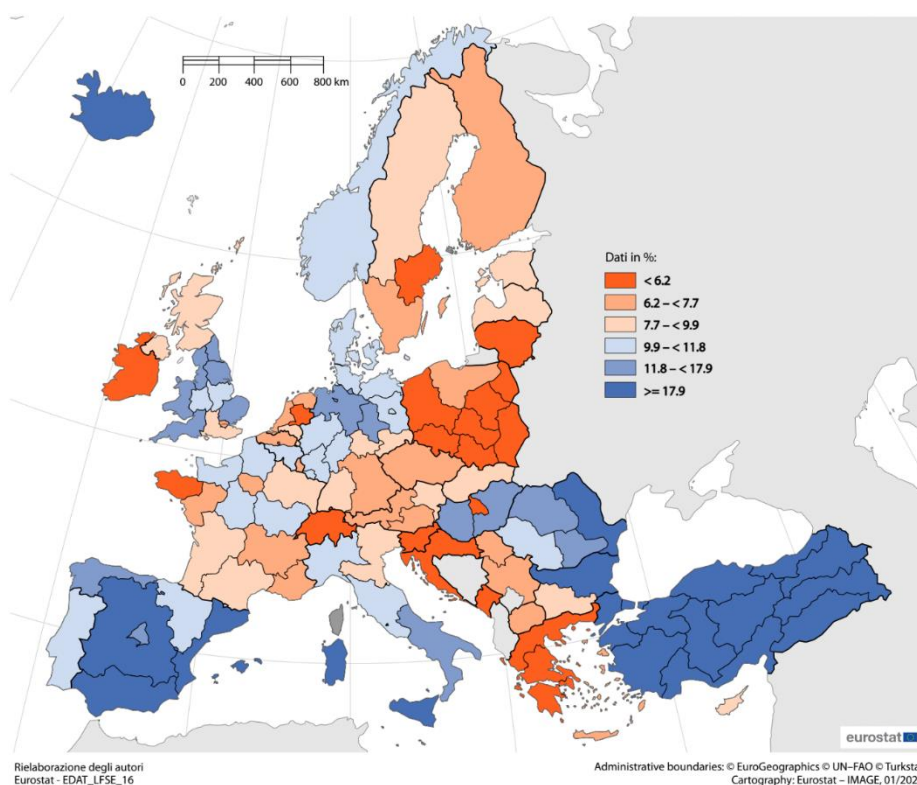 0 200 400 600 800 km
Dati in %:
< 6.2
6.2 – < 7.7
7.7 – < 9.9
9.9 – < 11.8
11.8 – < 17.9
>= 17.9
eurostat
Rielaborazione degli autori
Eurostat - EDAT_LFSE_16
Administrative boundaries: © EuroGeographics © UN–FAO © Turksta
Cartography: Eurostat – IMAGE, 01/202